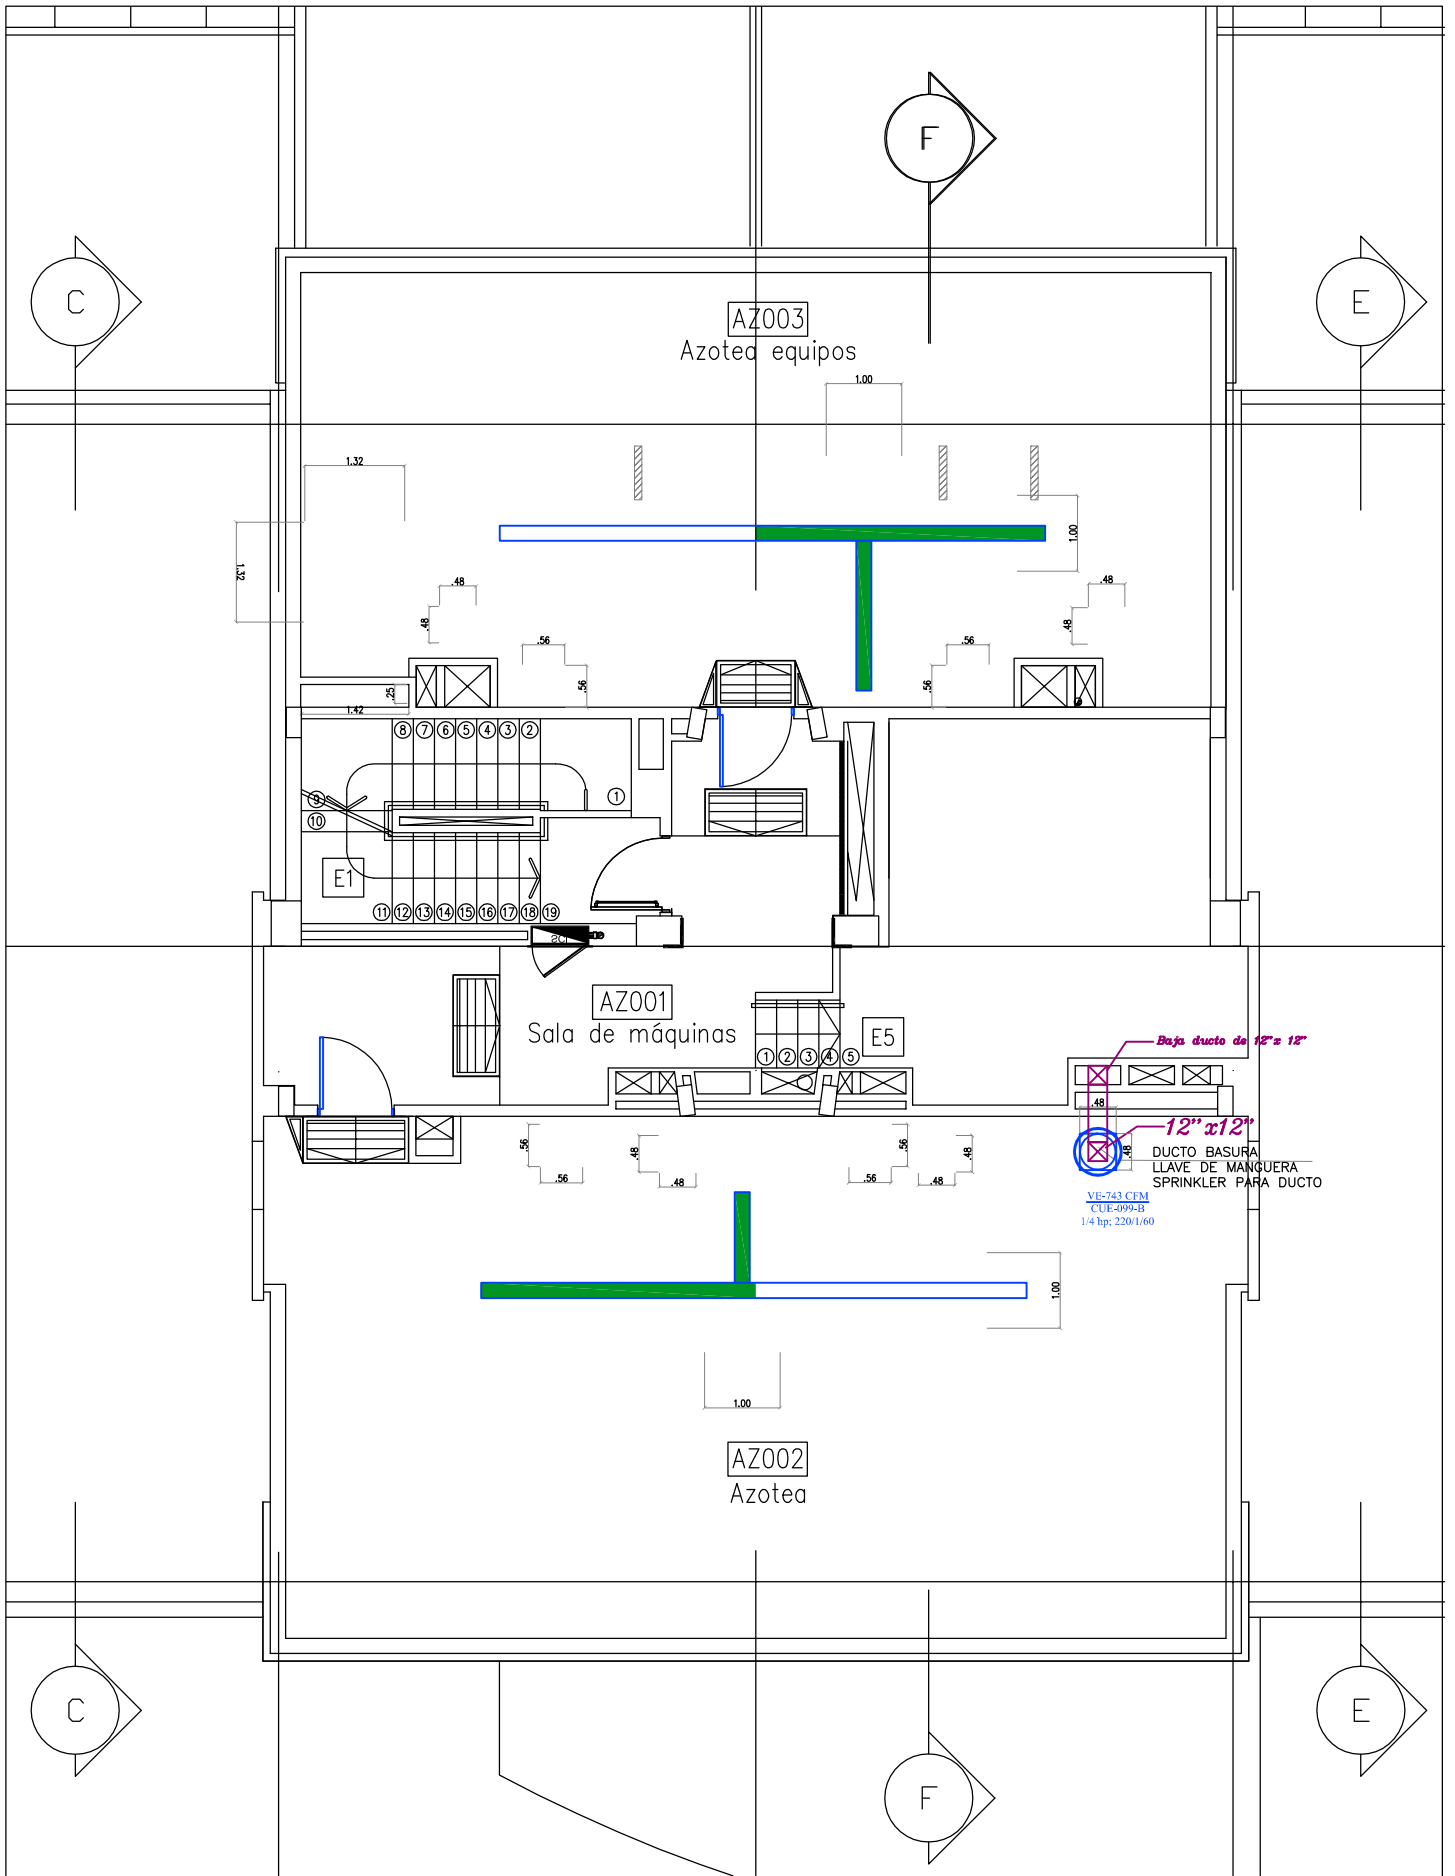 F
C
E
AZ003
Azotea equipos
1.00
1.32
1.00
1.32
.48
.48
.48
.48
.56
.56
.56
.56
.25
1.42
8
7
6
5
4
3
2
9
1
10
E1
11
12
13
14
15
16
17
18
19
AZ001
Sala de máquinas
E5
1
2
3
4
5
Baja ducto de 12"x 12"
.48
12" x12"
.48
DUCTO BASURA
LLAVE DE MANGUERA
SPRINKLER PARA DUCTO
VE-743 CFM
CUE-099-B
1/4 hp; 220/1/60
.56
.48
.56
.48
.56
.48
.56
.48
1.00
1.00
AZ002
Azotea
C
E
F